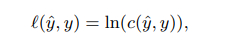 ℓ(ŷ, y) = ln(c(ŷ, y)),